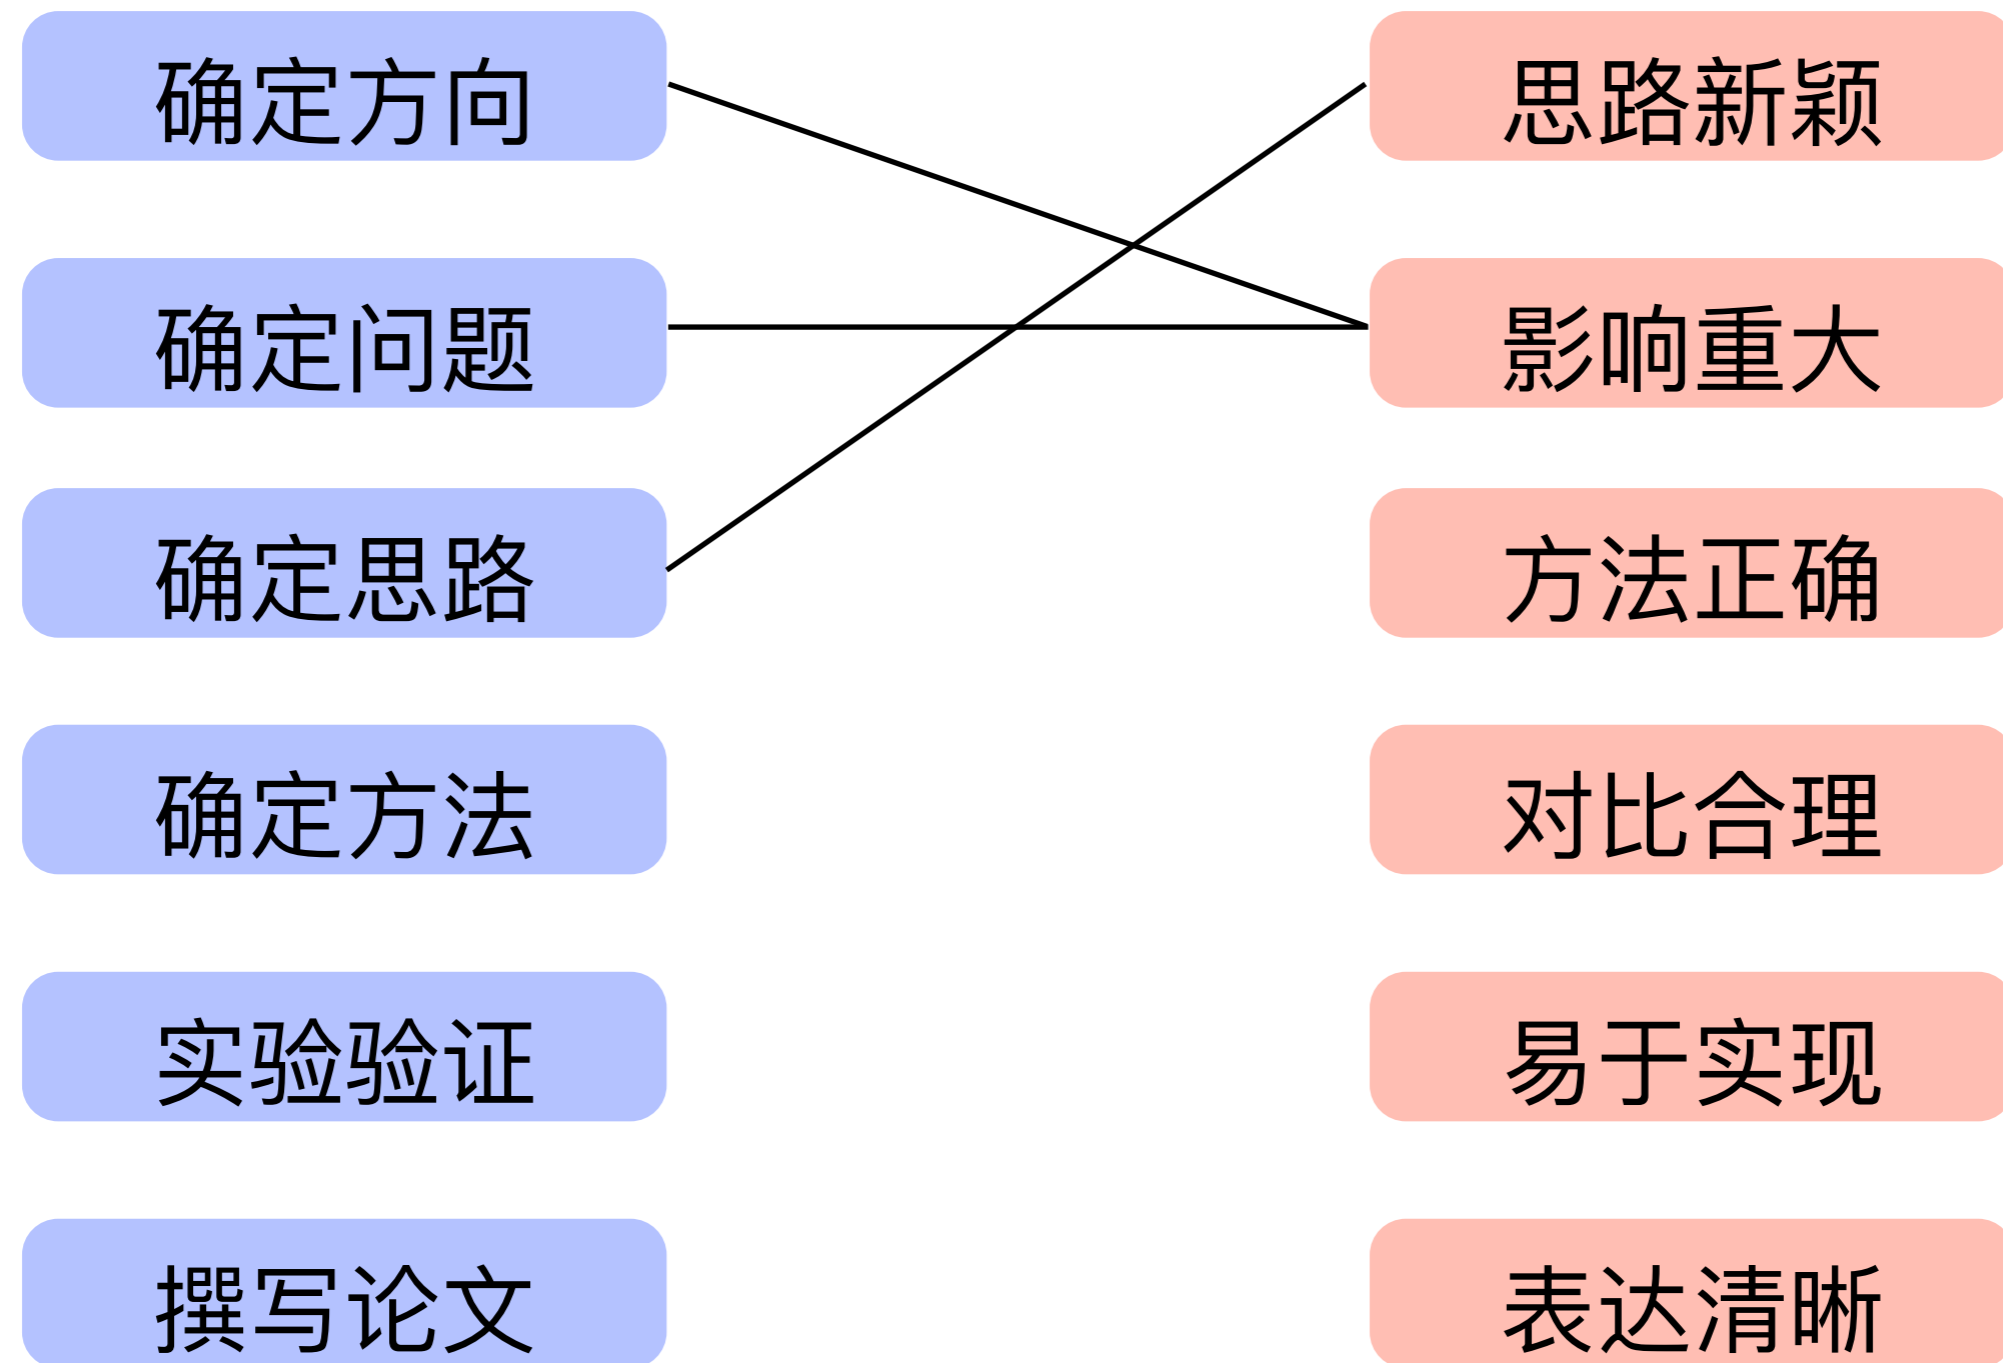 确定方向
思路新颖
确定问题
影响重大
确定思路
方法正确
确定方法
对比合理
实验验证
易于实现
撰写论文
表达清晰